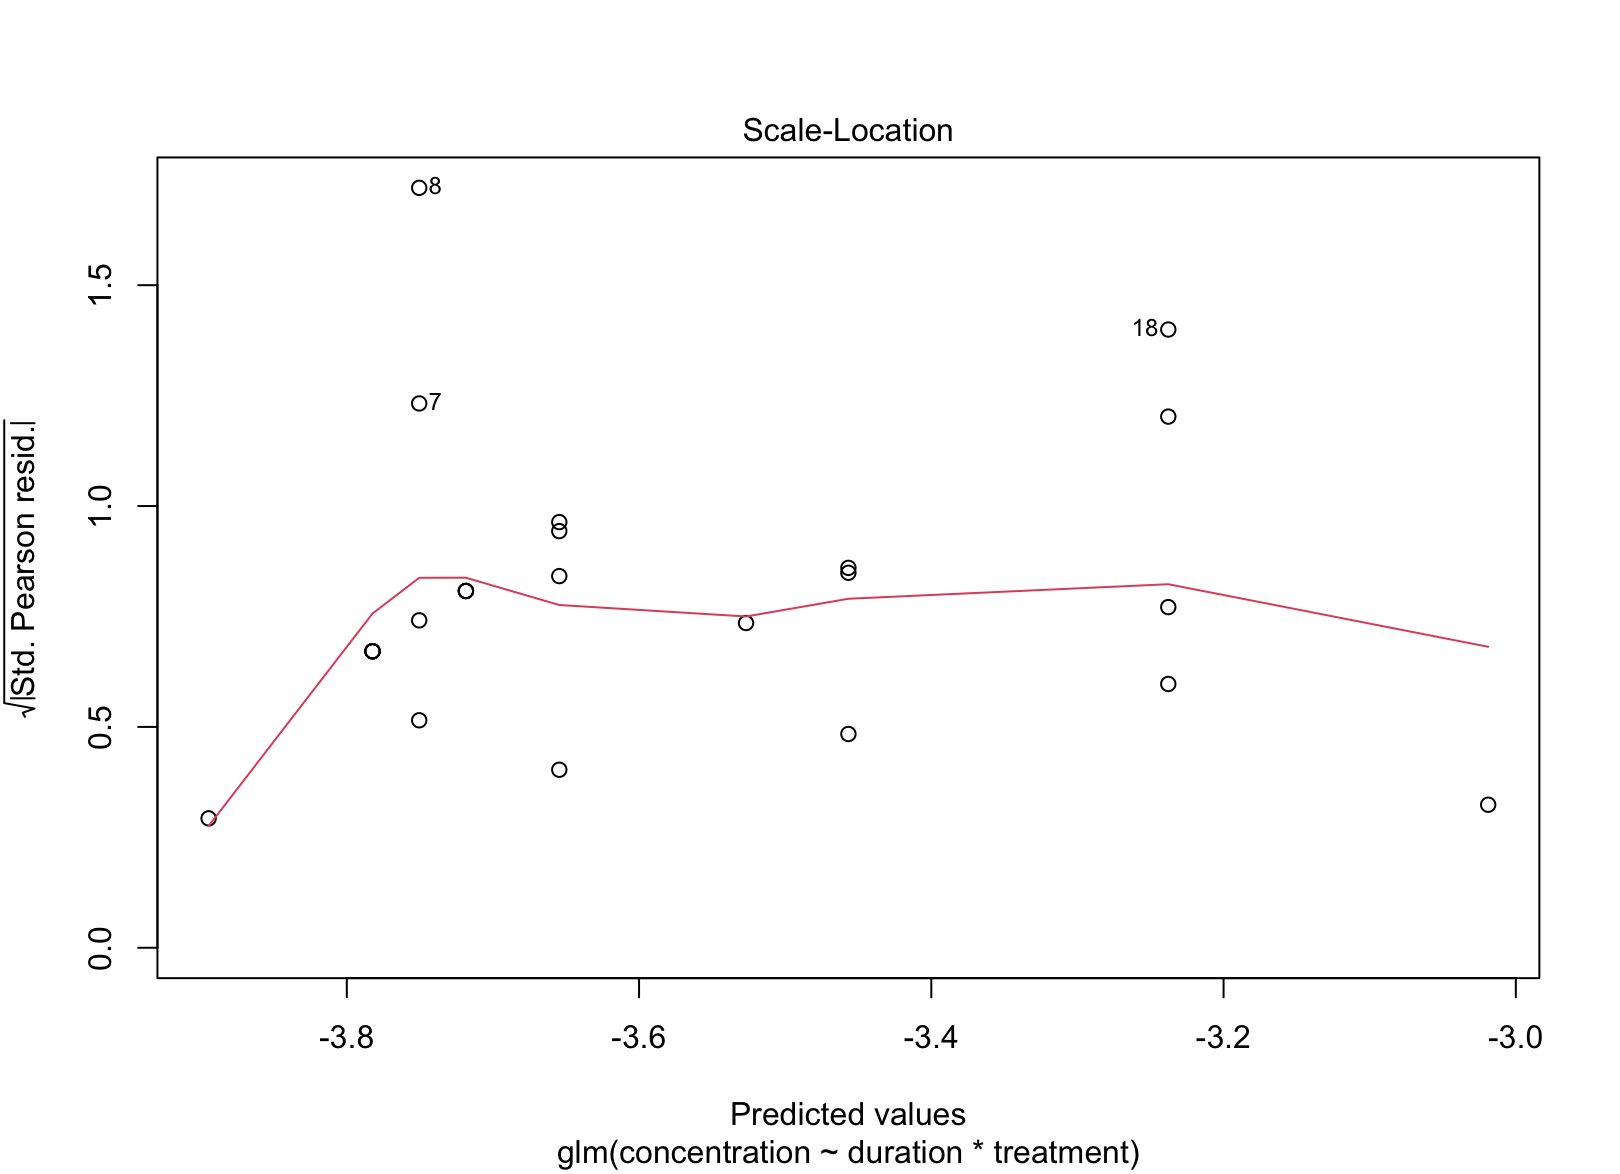 Scale-Location
√|Std. Pearson resid.|
1.5
1.0
0.5
0.0
8
7
18
-3.8 -3.6 -3.4 -3.2 -3.0
Predicted values
glm(concentration ~ duration * treatment)